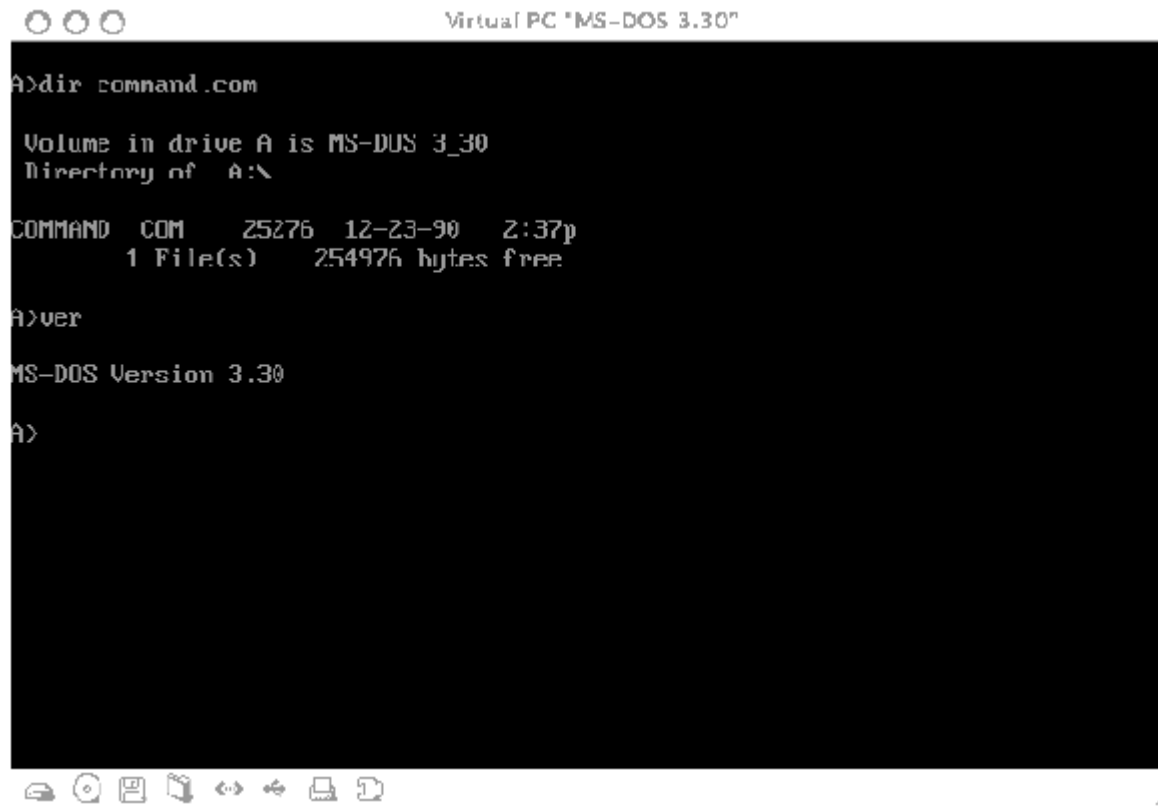 Virtual PC "MS-DOS 3.30"
A>dir command.com
Volume in drive A is MS-DOS 3_30
Directory of A:\
COMMAND COM 25276 12-23-90 2:37p
1 File(s) 254976 bytes free
A>ver
MS-DOS Version 3.30
A>